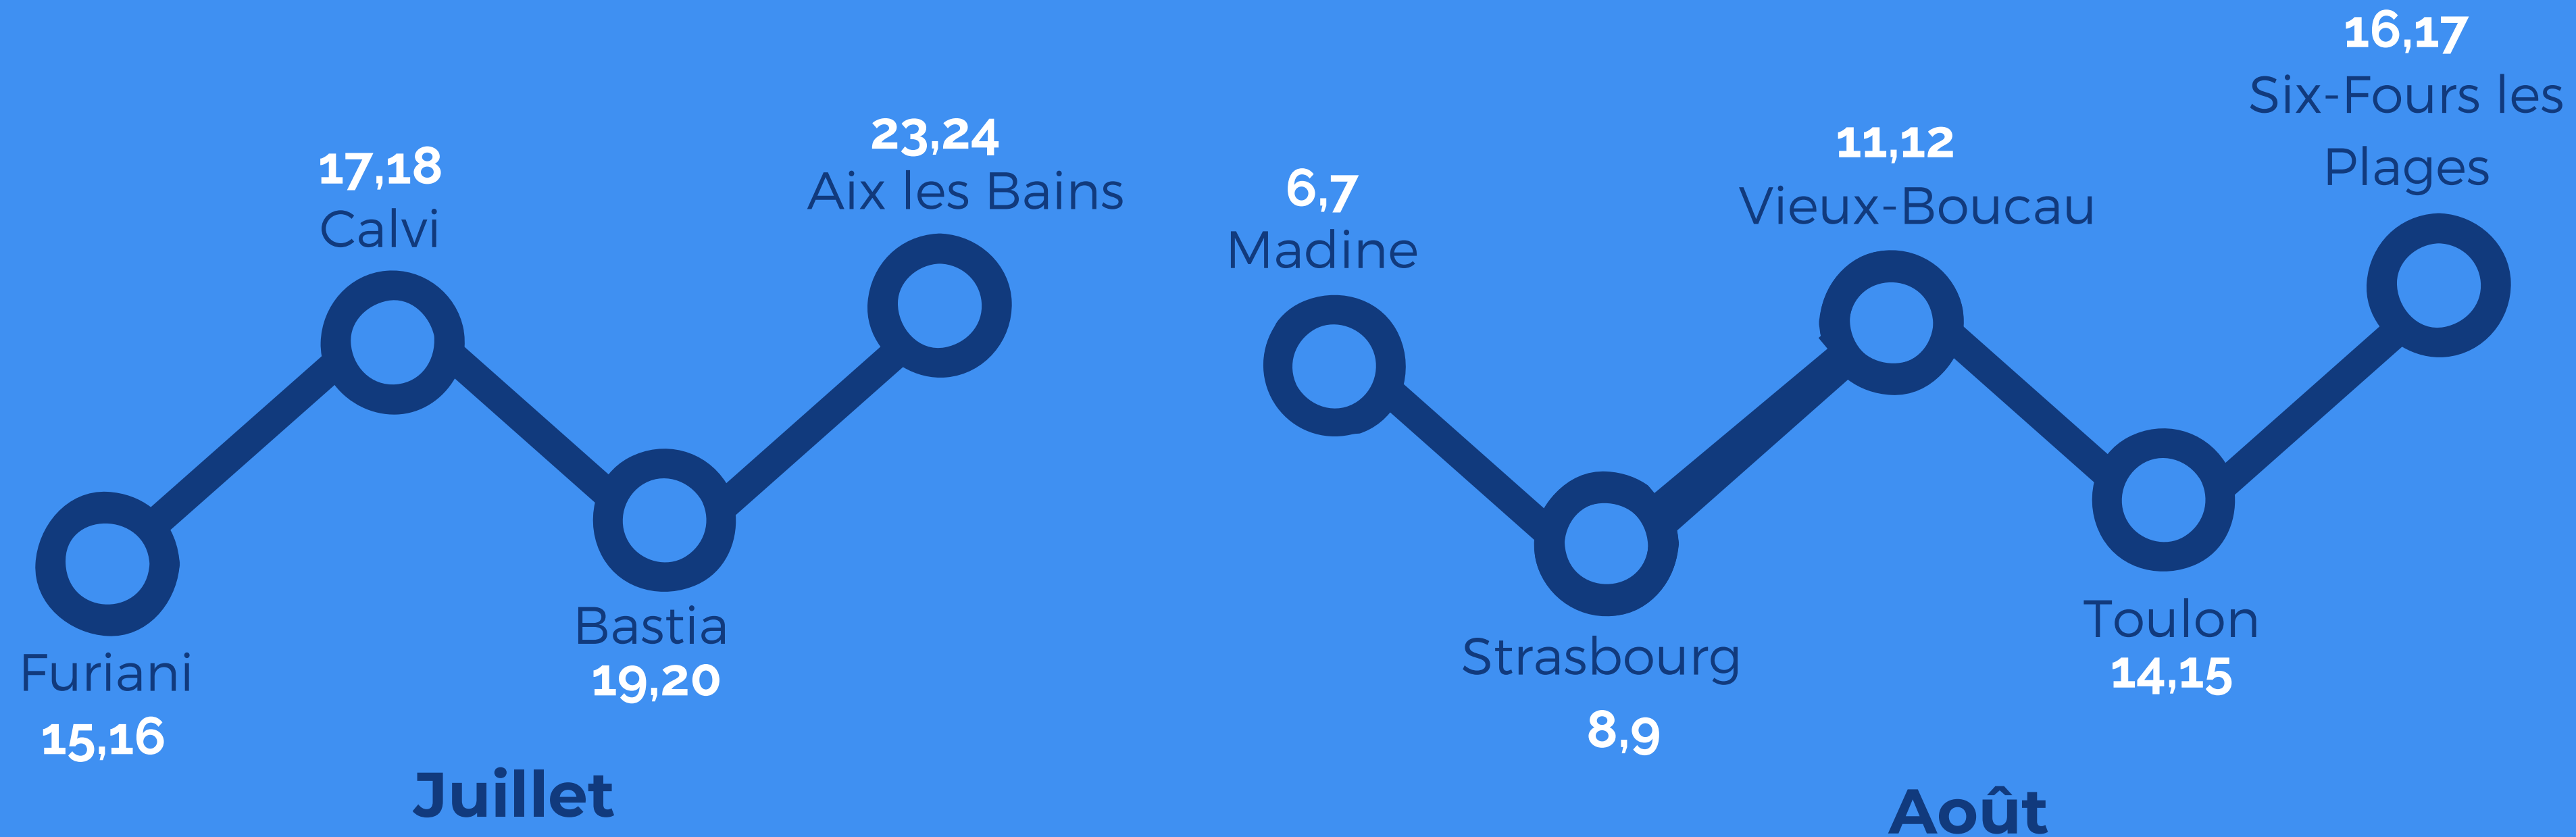 15,16
Furiani
17,18
Calvi
Bastia
19,20
23,24
Aix les Bains
Juillet
6,7
Madine
Strasbourg
8,9
11,12
Vieux-Boucau
Toulon
14,15
16,17
Six-Fours les
Plages
Août